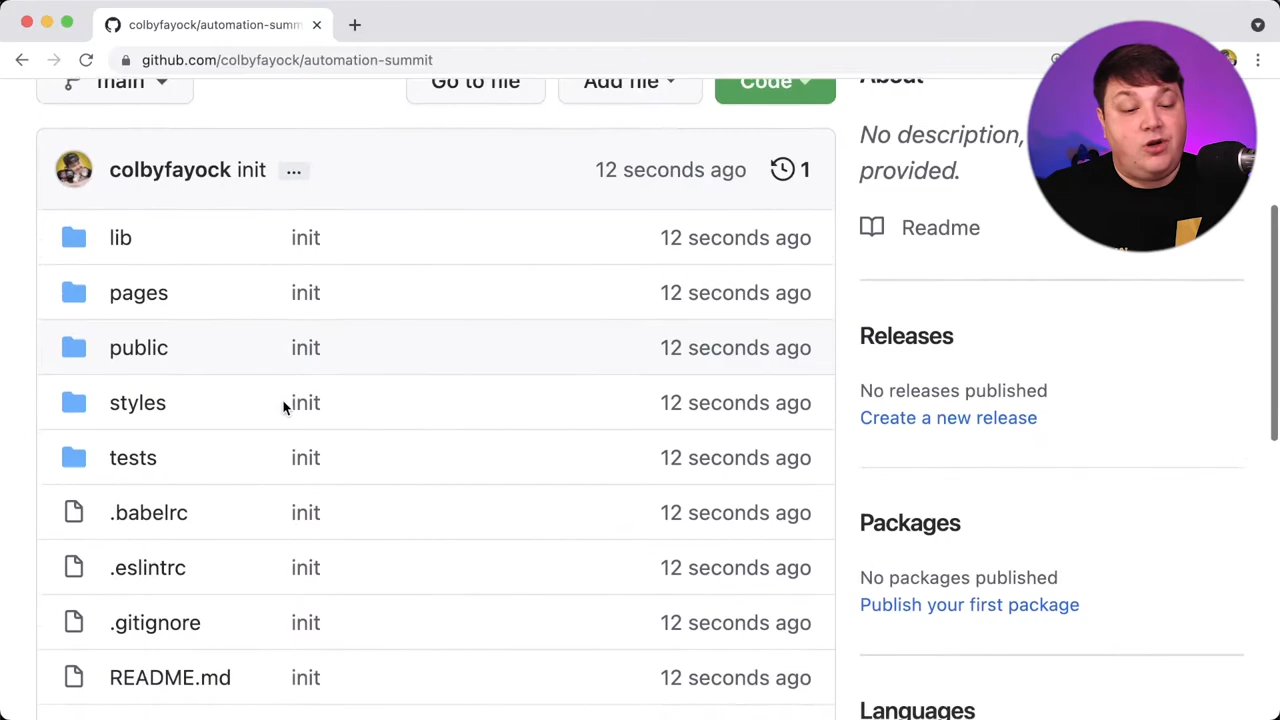 colbyfayock/automation-summ
github.com/colbyfayock/automation-summit
main
Go to file
Add file
Code
About
colbyfayock init
...
12 seconds ago
1
No description,
provided.
lib init 12 seconds ago
Readme
pages init 12 seconds ago
public init 12 seconds ago
Releases
styles init 12 seconds ago
No releases published
Create a new release
tests init 12 seconds ago
.babelrc init 12 seconds ago
Packages
.eslintrc init 12 seconds ago
No packages published
Publish your first package
.gitignore init 12 seconds ago
README.md init 12 seconds ago
Languages